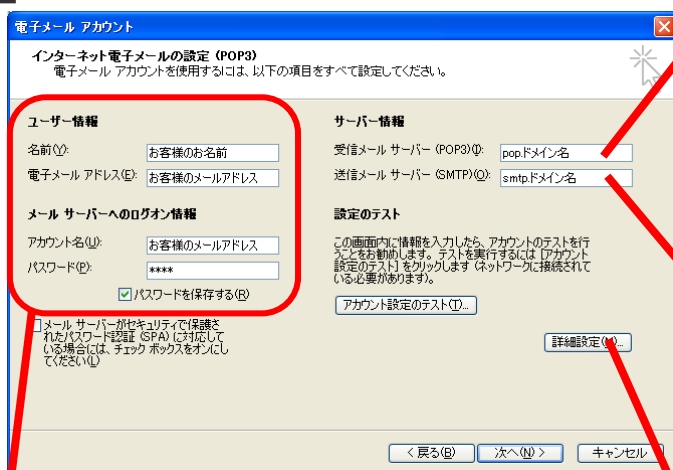 電子メール アカウント
インターネット電子メールの設定 (POP3)
電子メール アカウントを使用するには、以下の項目をすべて設定してください。
ユーザー情報
名前(Y):
お客様のお名前
電子メール アドレス(E):
お客様のメールアドレス
メール サーバーへのログオン情報
アカウント名(U):
お客様のメールアドレス
パスワード(P):
****
パスワードを保存する(R)
メール サーバーがセキュリティで保護さ
れたパスワード認証 (SPA) に対応して
いる場合には、チェック ボックスをオンにし
てください(L)
サーバー情報
受信メール サーバー (POP3)(I):
pop.ドメイン名
送信メール サーバー (SMTP)(O):
smtp.ドメイン名
設定のテスト
この画面内に情報を入力したら、アカウントのテストを行
うことをお勧めします。テストを実行するには [アカウント
設定のテスト] をクリックします (ネットワークに接続されて
いる必要があります)。
アカウント設定のテスト(T)...
詳細設定(M)...
< 戻る(B)
次へ(N) >
キャンセル